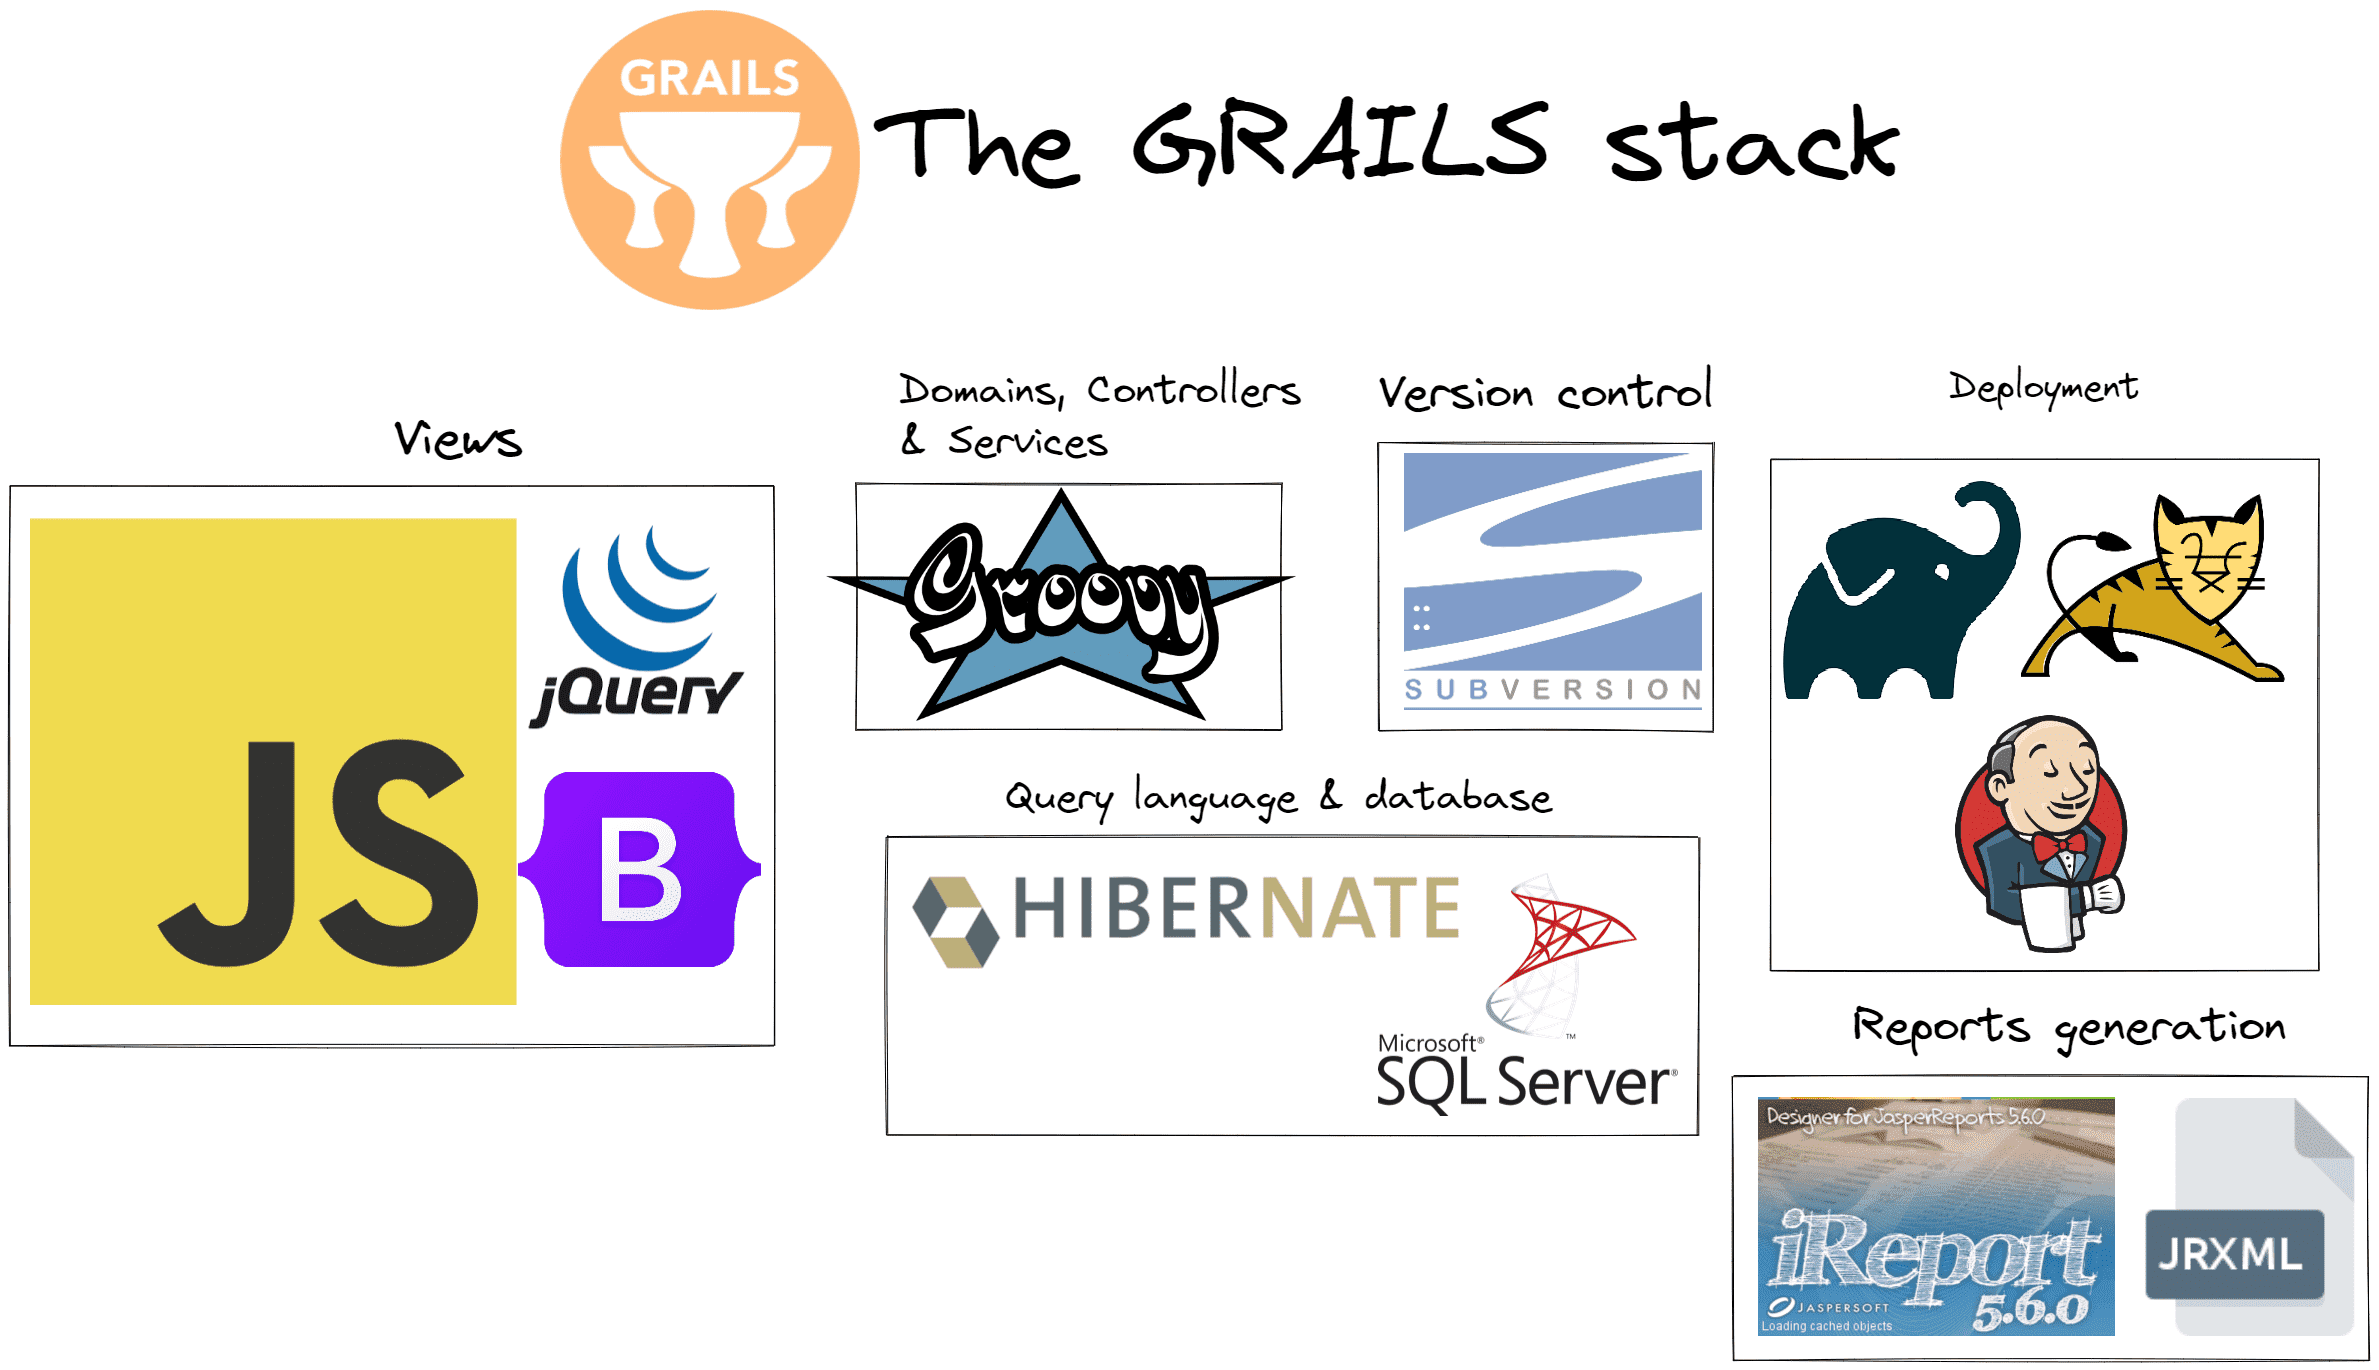 GRAILS
The GRAILS stack
Views
JS
jQuery
B
Domains, Controllers
& Services
Groovy
Version control
SUBVERSION
Deployment
Query language & database
HIBERNATE
Microsoft®
SQL Server®
™
Reports generation
Designer for JasperReports 5.6.0
iReport
5.6.0
JASPERSOFT
Loading cached objects
JRXML